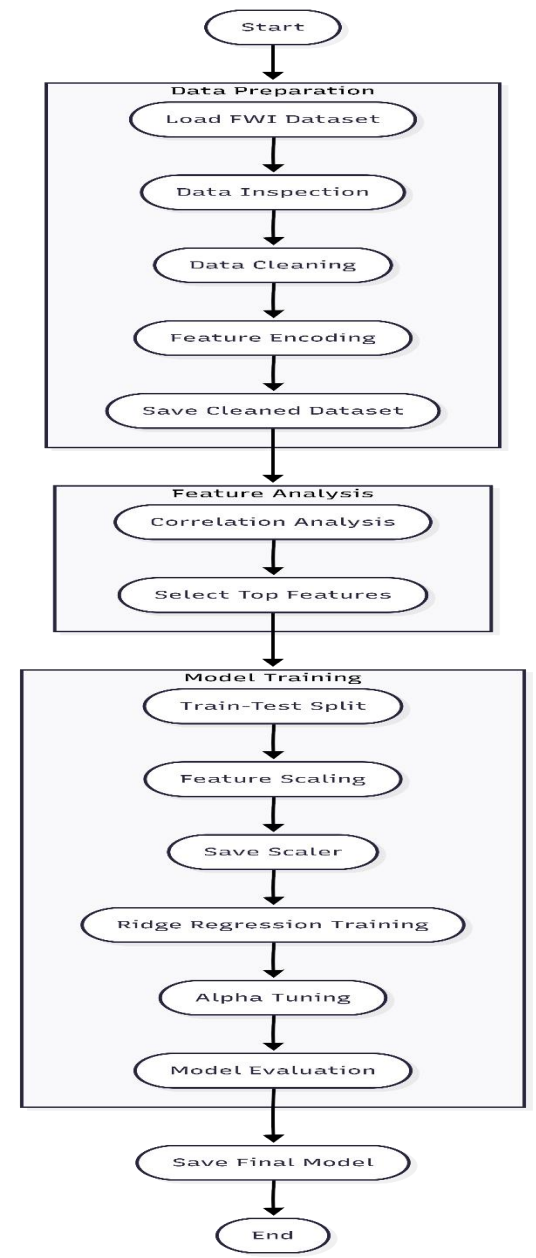 Start
Data Preparation
Load FWI Dataset
Data Inspection
Data Cleaning
Feature Encoding
Save Cleaned Dataset
Feature Analysis
Correlation Analysis
Select Top Features
Model Training
Train-Test Split
Feature Scaling
Save Scaler
Ridge Regression Training
Alpha Tuning
Model Evaluation
Save Final Model
End